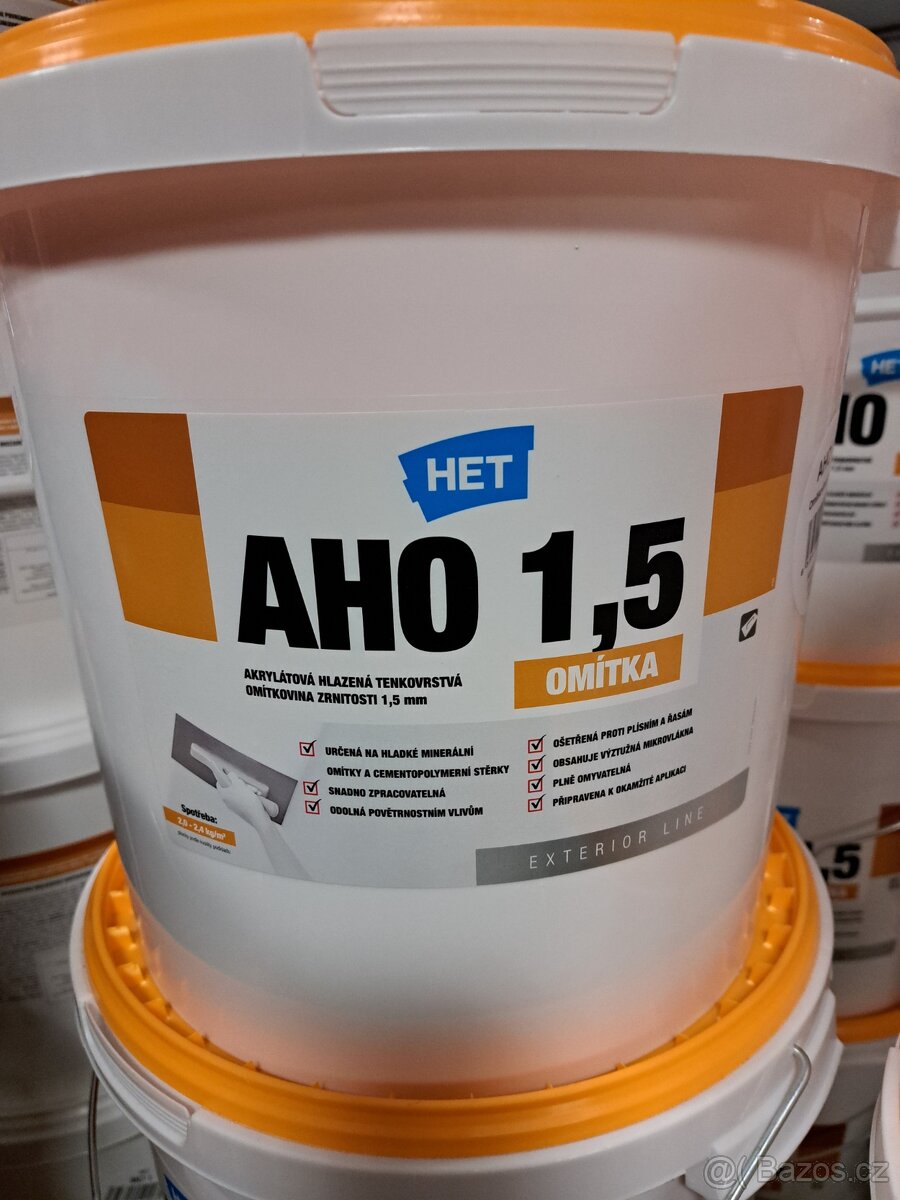 HET
AHO 1,5
OMÍTKA
AKRYLÁTOVÁ HLAZENÁ TENKOVRSTVÁ
OMÍTKOVINA ZRNITOSTI 1,5 mm
URČENÁ NA HLADKÉ MINERÁLNÍ
OMÍTKY A CEMENTOPOLYMERNÍ STĚRKY
SNADNO ZPRACOVATELNÁ
ODOLNÁ POVĚTRNOSTNÍM VLIVŮM
OŠETŘENÁ PROTI PLÍSNÍM A ŘASÁM
OBSAHUJE VÝZTUŽNÁ MIKROVLÁKNA
PLNĚ OMYVATELNÁ
PŘIPRAVENA K OKAMŽITÉ APLIKACI
Spotřeba:
2,0 - 2,4 kg/m²
EXTERIOR LINE
HET
,5
@( Bazos.cz